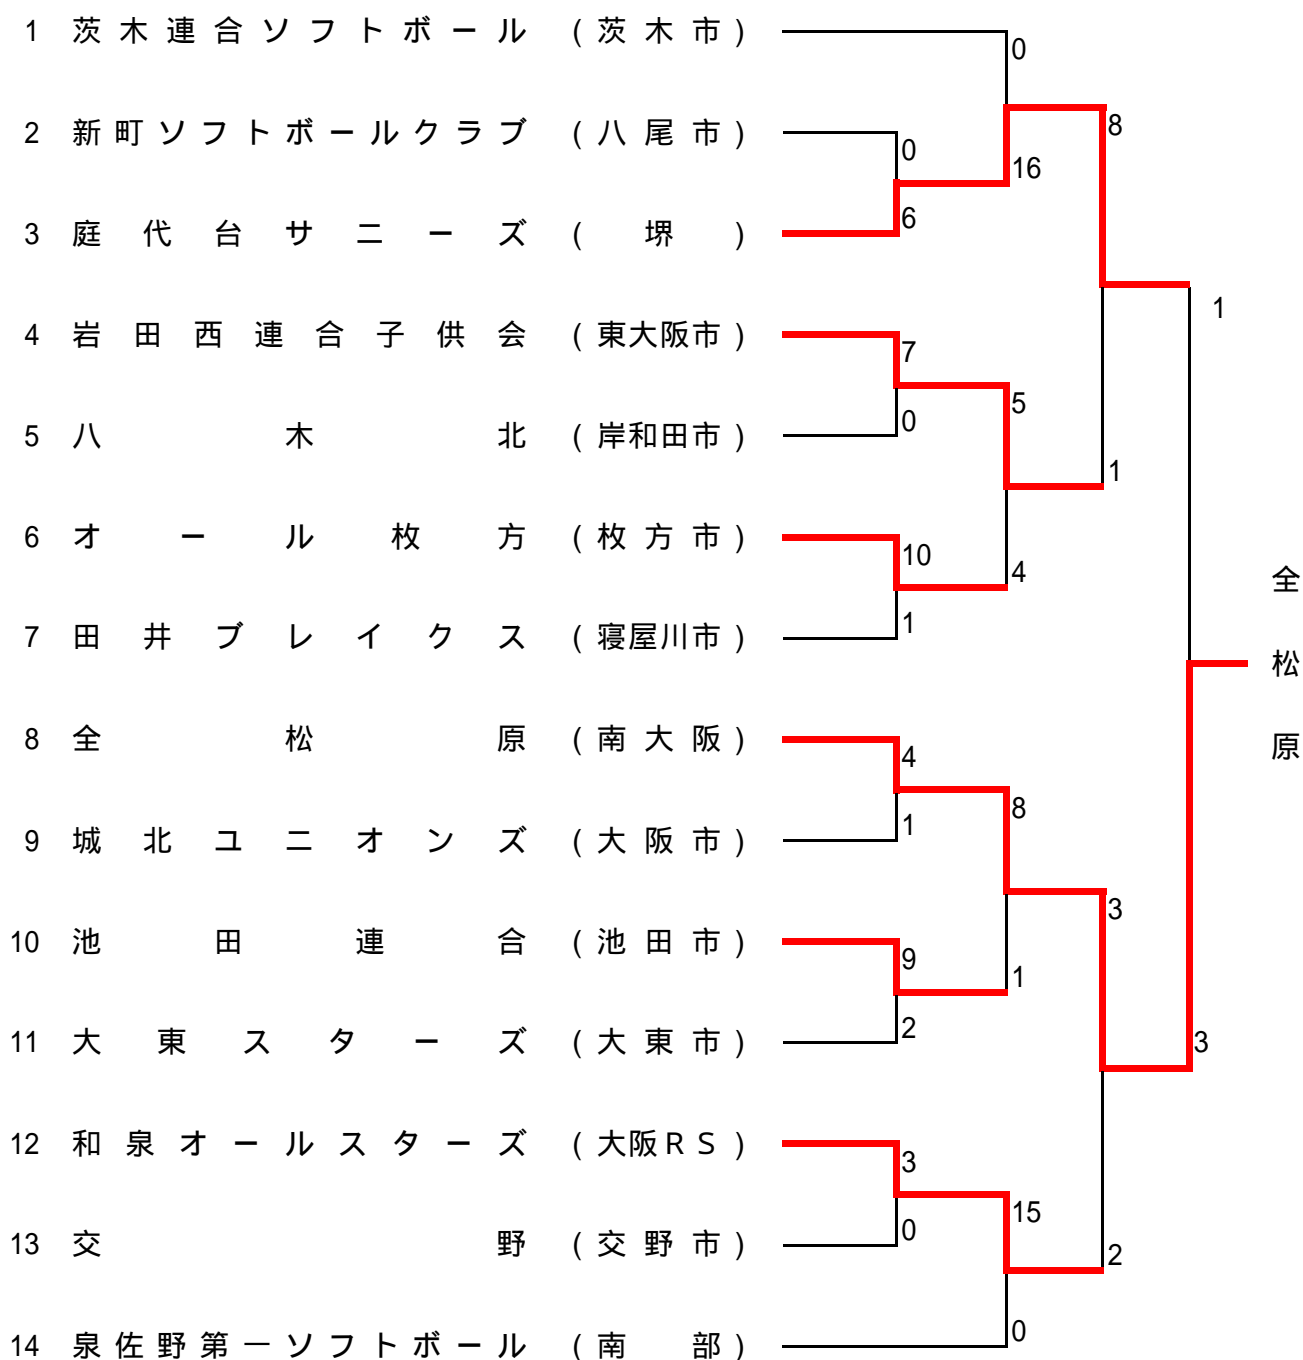 1 茨木連合ソフトボール (茨木市)
0
2 新町ソフトボールクラブ (八尾市)
8
0
16
3 庭代台サニーズ (堺)
6
1
4 岩田西連合子供会 (東大阪市)
7
5
5 八木北 (岸和田市)
0
1
6 オール枚方 (枚方市)
10
4
7 田井ブレイクス (寝屋川市)
1
全松原
8 全松原 (南大阪)
4
8
9 城北ユニオンズ (大阪市)
1
3
10 池田連合 (池田市)
9
1
11 大東スターズ (大東市)
2
3
12 和泉オールスターズ (大阪RS)
3
15
13 交野 (交野市)
0
2
14 泉佐野第一ソフトボール (南部)
0